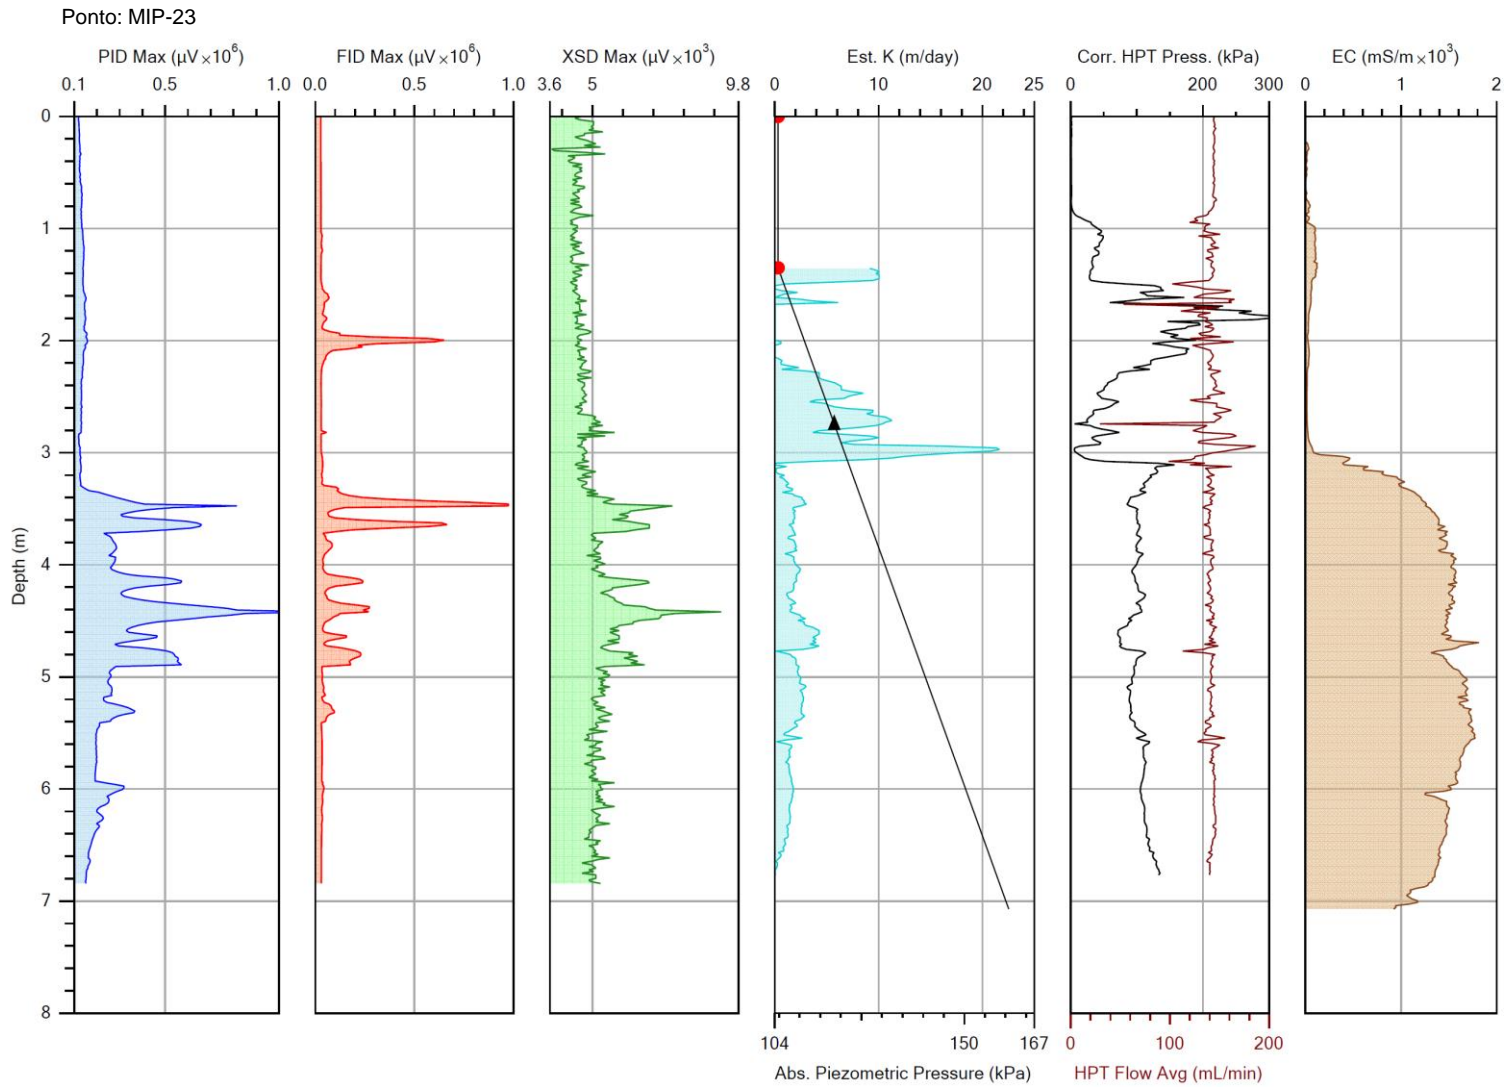 Ponto: MIP-23
PID Max (µV×10⁶)
FID Max (µV×10⁶)
XSD Max (µV×10³)
Est. K (m/day)
Corr. HPT Press. (kPa)
EC (mS/m×10³)
0.1 0.5 1.0
0.0 0.5 1.0
3.6 5 9.8
0 10 20 25
0 200 300
0 1 2
0
1
2
3
4
5
6
7
8
Depth (m)
104 150 167
0 100 200
Abs. Piezometric Pressure (kPa)
HPT Flow Avg (mL/min)